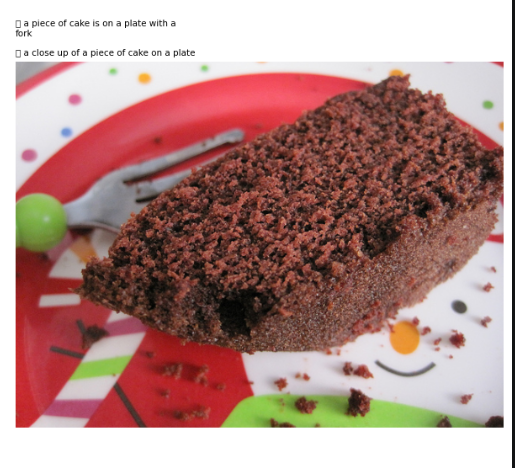 a piece of cake is on a plate with a
fork
a close up of a piece of cake on a plate